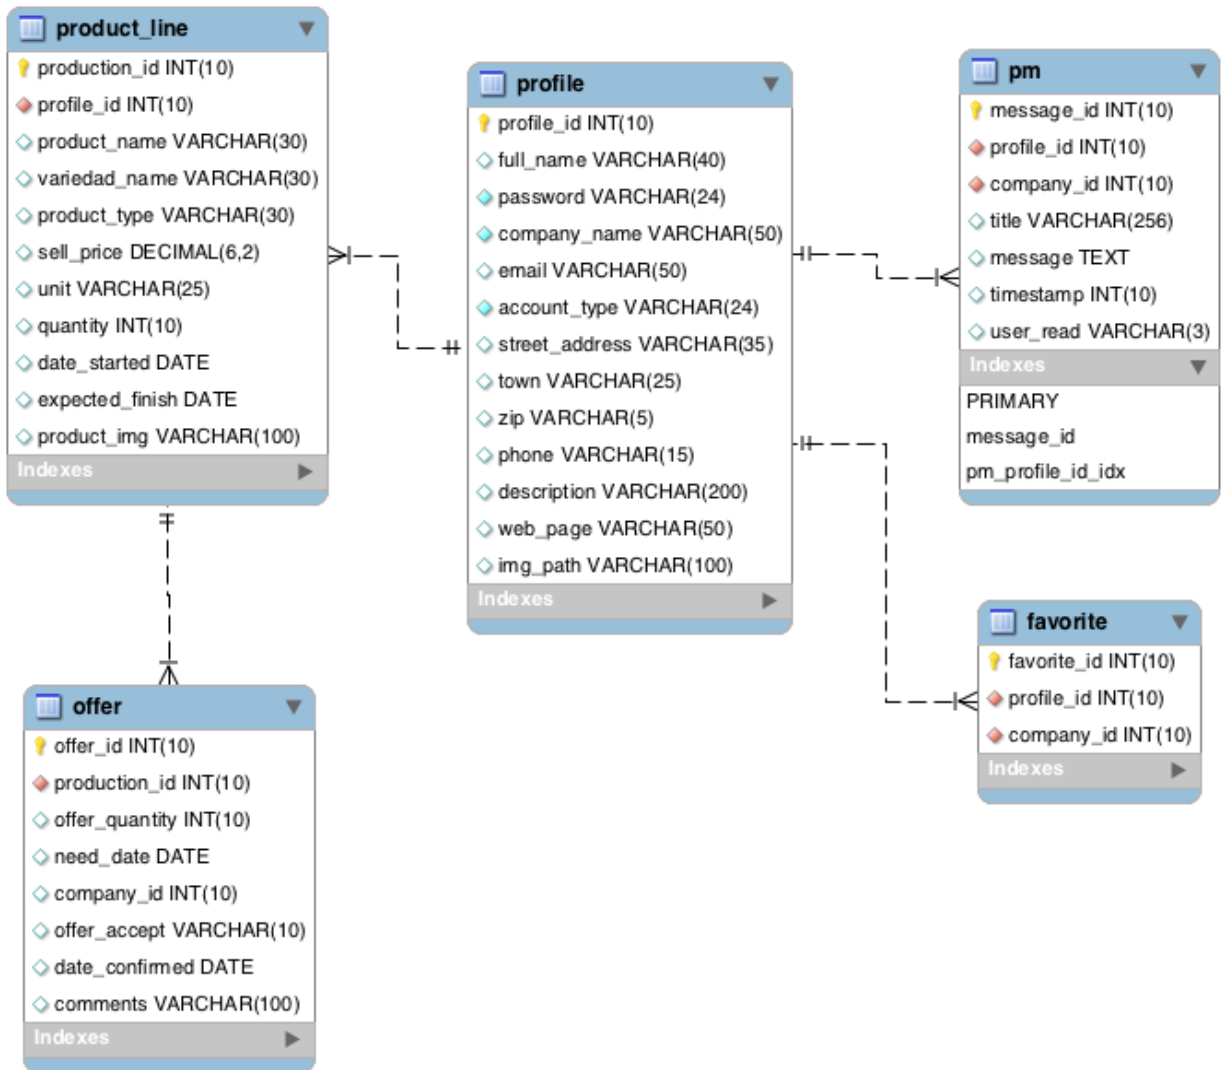 product_line
production_id INT(10)
profile_id INT(10)
product_name VARCHAR(30)
variedad_name VARCHAR(30)
product_type VARCHAR(30)
sell_price DECIMAL(6,2)
unit VARCHAR(25)
quantity INT(10)
date_started DATE
expected_finish DATE
product_img VARCHAR(100)
Indexes
profile
profile_id INT(10)
full_name VARCHAR(40)
password VARCHAR(24)
company_name VARCHAR(50)
email VARCHAR(50)
account_type VARCHAR(24)
street_address VARCHAR(35)
town VARCHAR(25)
zip VARCHAR(5)
phone VARCHAR(15)
description VARCHAR(200)
web_page VARCHAR(50)
img_path VARCHAR(100)
Indexes
pm
message_id INT(10)
profile_id INT(10)
company_id INT(10)
title VARCHAR(256)
message TEXT
timestamp INT(10)
user_read VARCHAR(3)
Indexes
PRIMARY
message_id
pm_profile_id_idx
offer
offer_id INT(10)
production_id INT(10)
offer_quantity INT(10)
need_date DATE
company_id INT(10)
offer_accept VARCHAR(10)
date_confirmed DATE
comments VARCHAR(100)
Indexes
favorite
favorite_id INT(10)
profile_id INT(10)
company_id INT(10)
Indexes